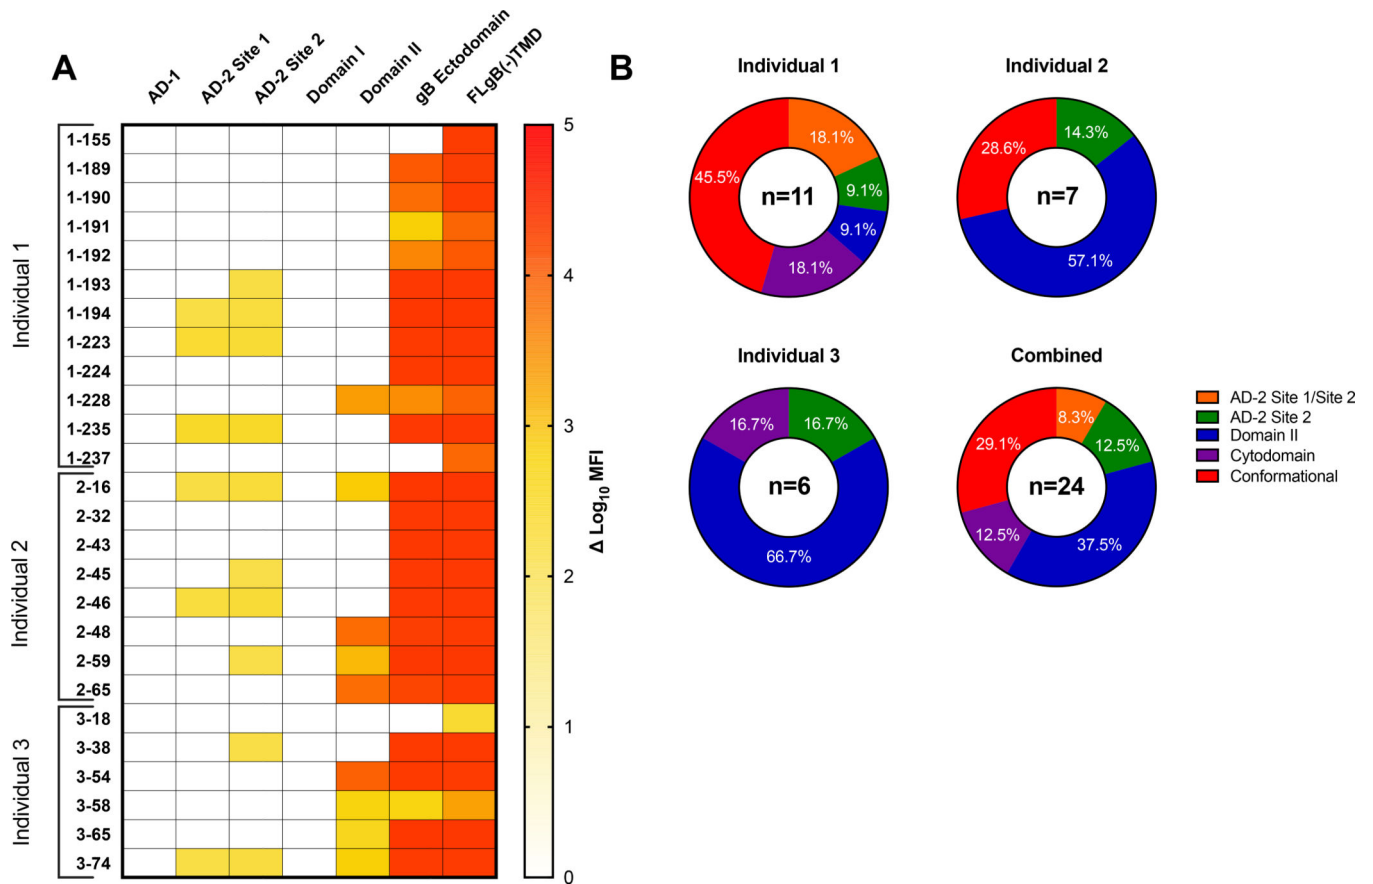 A
AD-1
AD-2 Site 1
AD-2 Site 2
Domain I
Domain II
gB Ectodomain
FLgB(-)TMD
Individual 1
1-155
1-189
1-190
1-191
1-192
1-193
1-194
1-223
1-224
1-228
1-235
1-237
Individual 2
2-16
2-32
2-43
2-45
2-46
2-48
2-59
2-65
Individual 3
3-18
3-38
3-54
3-58
3-65
3-74
5
4
3
2
1
0
Δ Log10 MFI
B
Individual 1
18.1%
9.1%
9.1%
18.1%
45.5%
n=11
Individual 2
14.3%
57.1%
28.6%
n=7
Individual 3
16.7%
66.7%
16.7%
n=6
Combined
8.3%
12.5%
37.5%
12.5%
29.1%
n=24
AD-2 Site 1/Site 2
AD-2 Site 2
Domain II
Cytodomain
Conformational